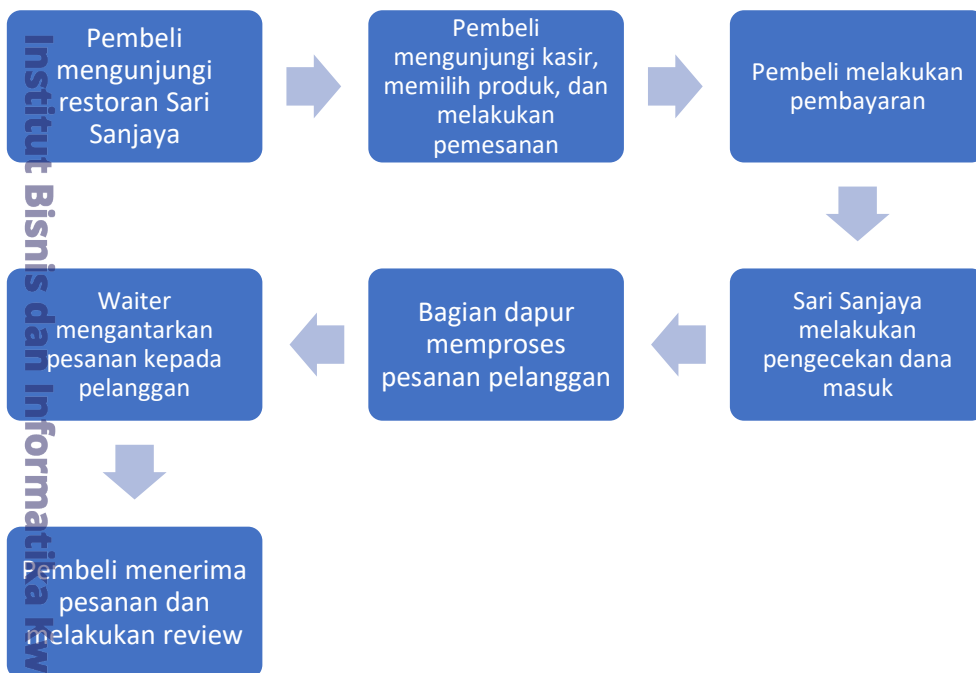 Pembeli
mengunjungi
restoran Sari
Sanjaya
Pembeli
mengunjungi kasir,
memilih produk, dan
melakukan
pemesanan
Pembeli melakukan
pembayaran
Sari Sanjaya
melakukan
pengecekan dana
masuk
Bagian dapur
memproses
pesanan pelanggan
Waiter
mengantarkan
pesanan kepada
pelanggan
Pembeli menerima
pesanan dan
melakukan review
Institut Bisnis dan Informatika Kw